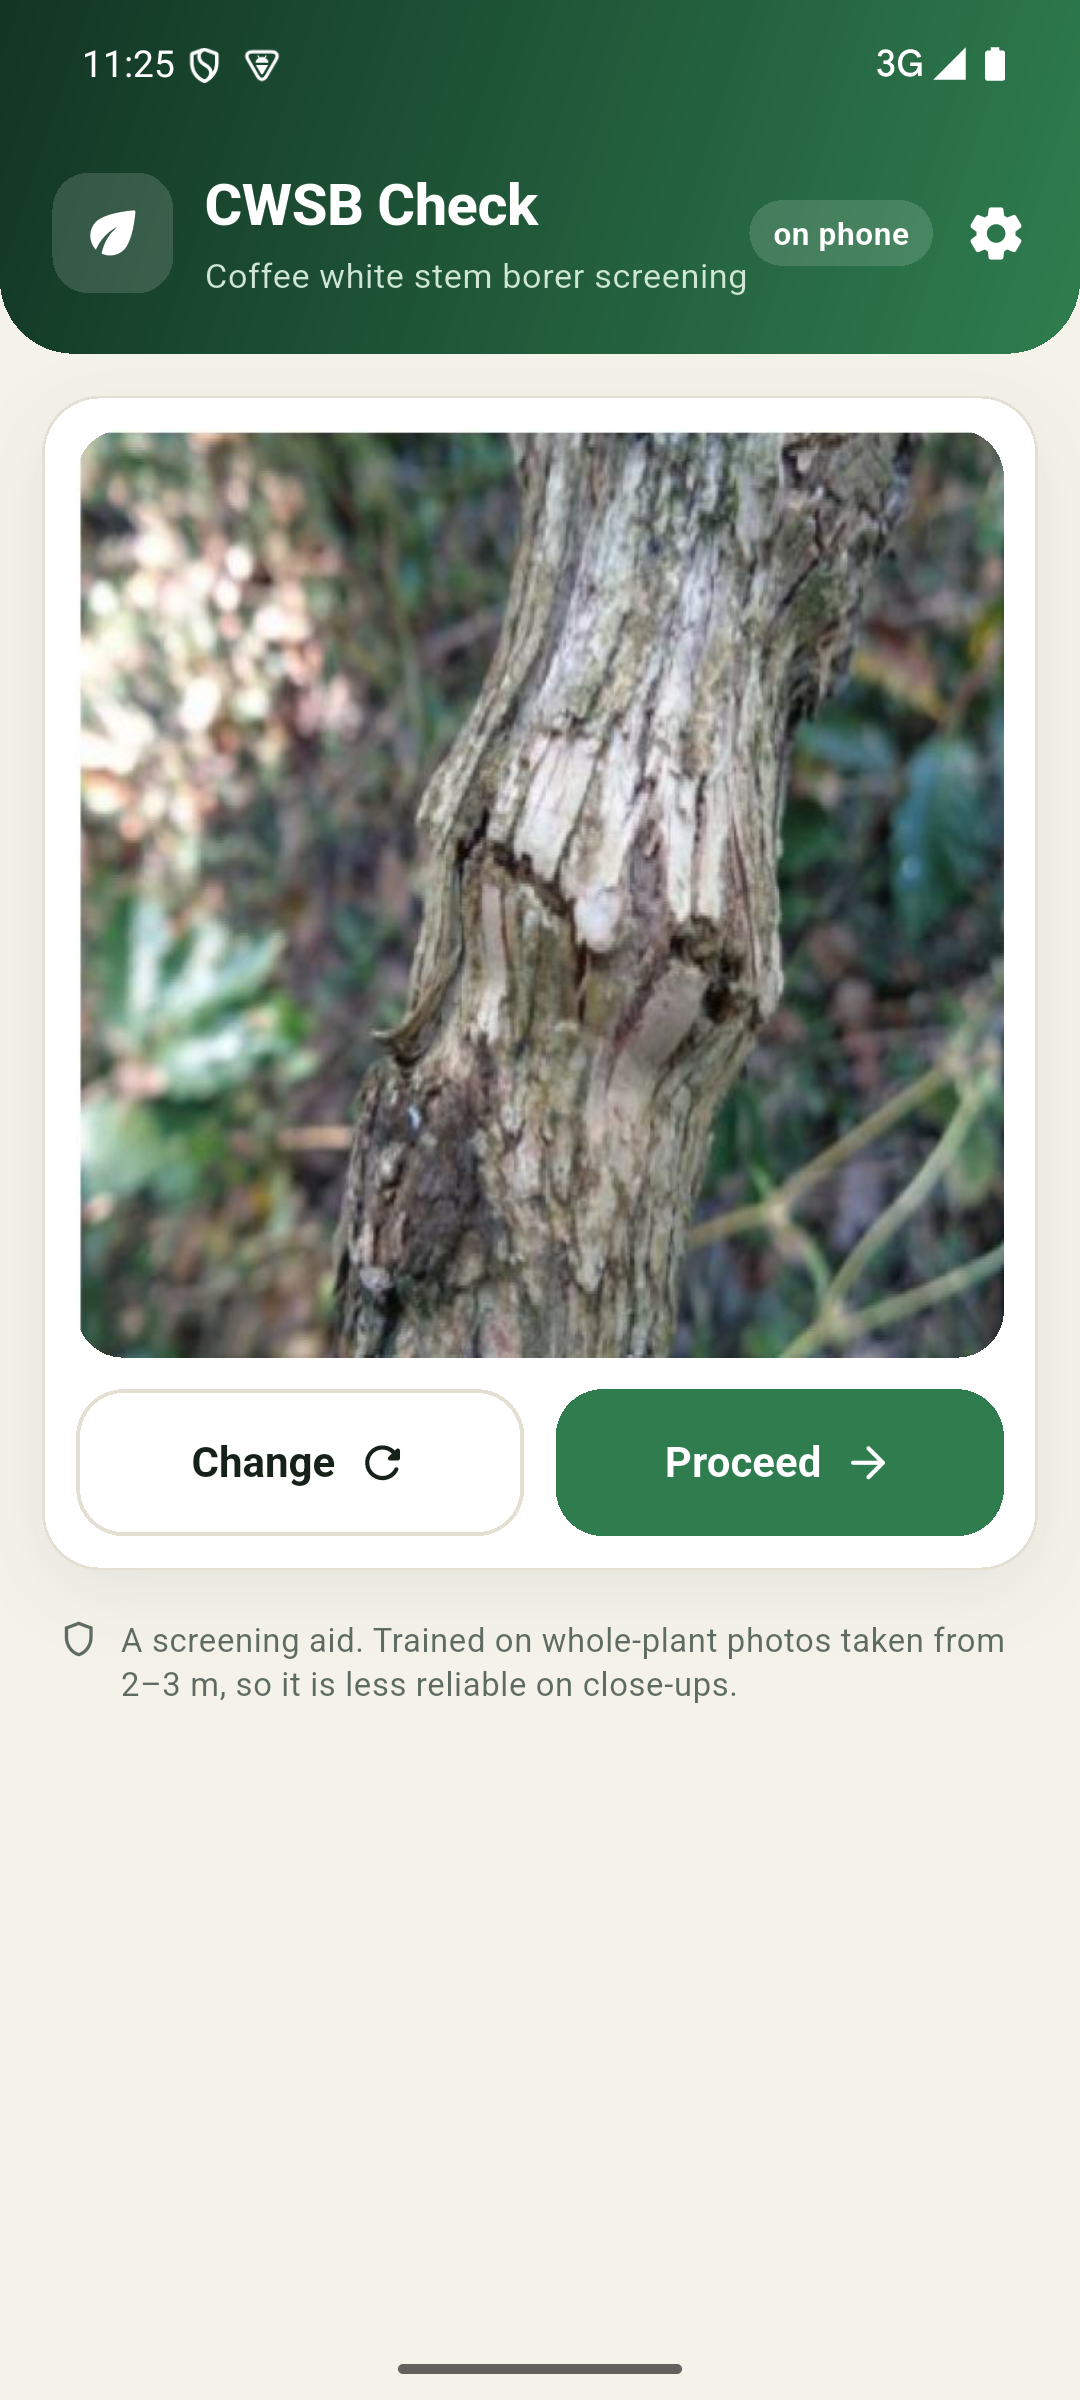 11:25
3G
CWSB Check
Coffee white stem borer screening
on phone
Change
Proceed
A screening aid. Trained on whole-plant photos taken from
2–3 m, so it is less reliable on close-ups.